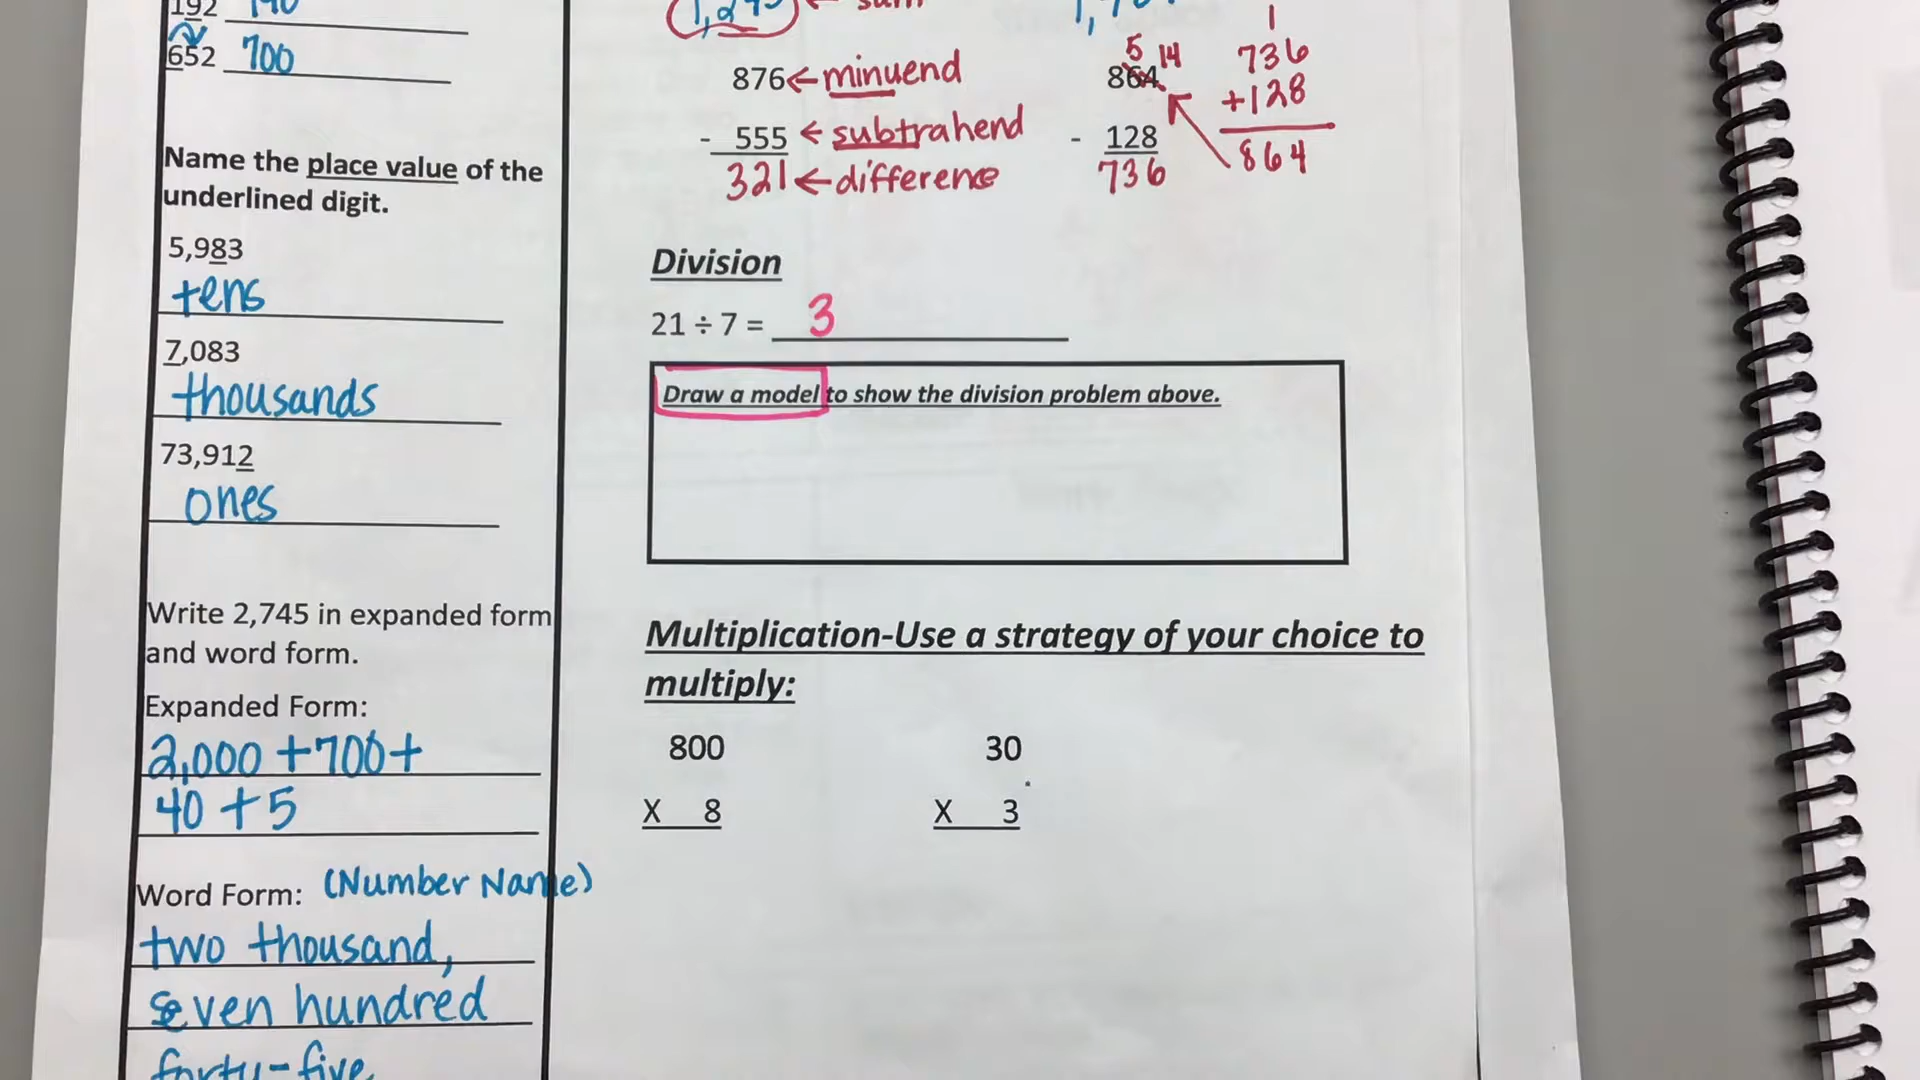 192 190
652 700
Name the place value of the
underlined digit.
5,983
tens
7,083
thousands
73,912
ones
Write 2,745 in expanded form
and word form.
Expanded Form:
2,000 + 700 +
40 + 5
Word Form: (Number Name)
two thousand,
seven hundred
forty-five
sum
876 ← minuend
- 555 ← subtrahend
321 ← difference
5 14
864
- 128
736
1
736
+128
864
Division
21 ÷ 7 = 3
Draw a model to show the division problem above.
Multiplication-Use a strategy of your choice to
multiply:
800
X 8
30
X 3